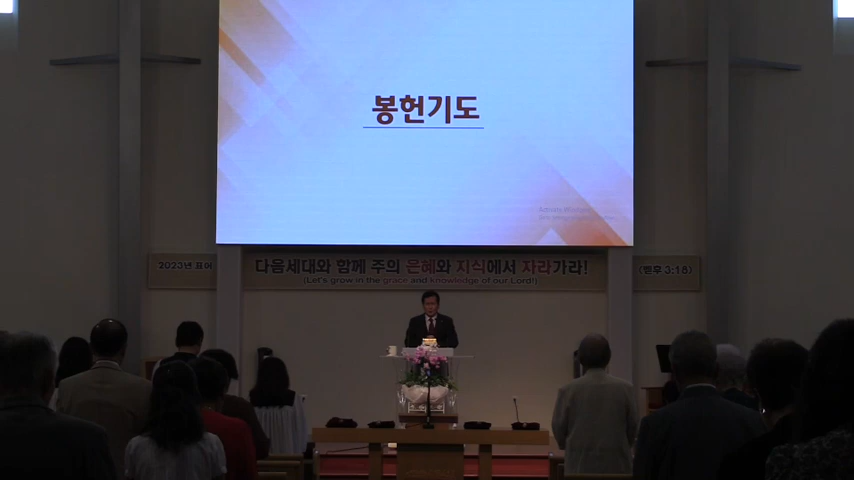 봉헌기도
Activate Windows
2023년 표어
다음세대와 함께 주의 은혜와 지식에서 자라가라!
(벧후 3:18)
(Let's grow in the grace and knowledge of our Lord!)